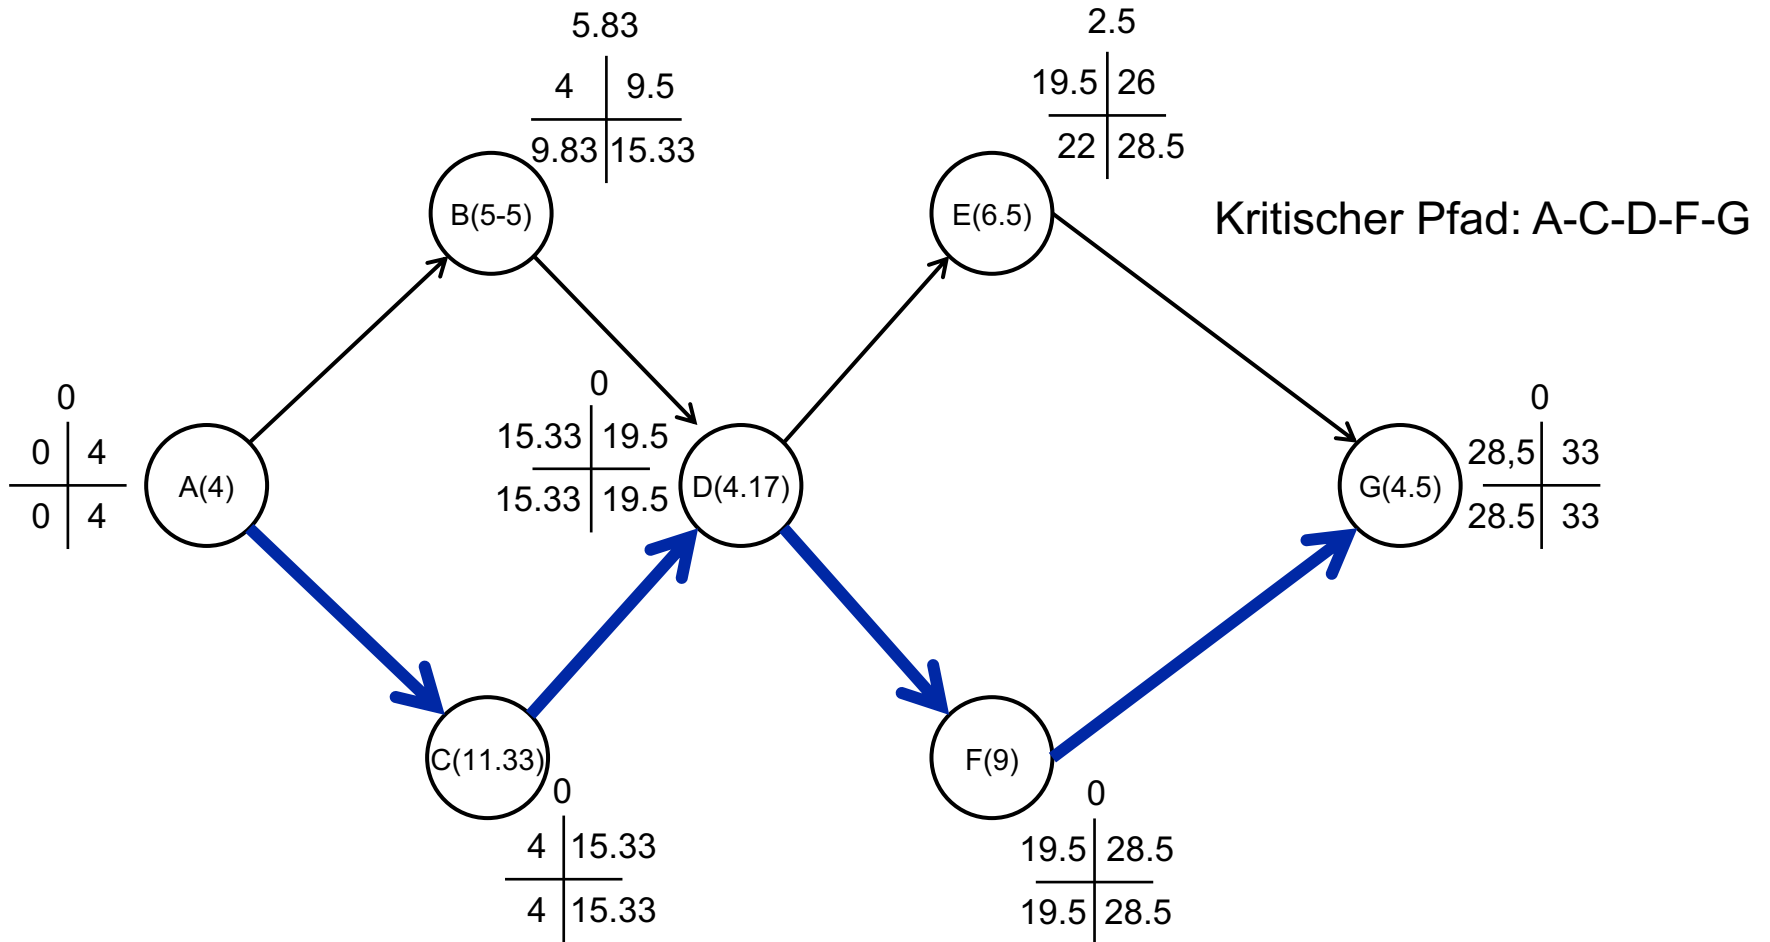 5.83
4 9.5
9.83 15.33
B(5-5)
2.5
19.5 26
22 28.5
E(6.5)
Kritischer Pfad: A-C-D-F-G
0
0 4
0 4
A(4)
0
15.33 19.5
15.33 19.5
D(4.17)
0
28,5 33
28.5 33
G(4.5)
C(11.33)
0
4 15.33
4 15.33
F(9)
0
19.5 28.5
19.5 28.5